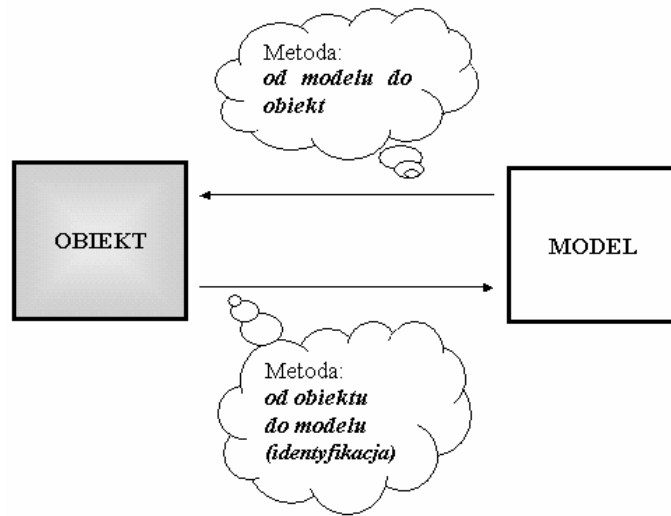 Metoda:
od modelu do
obiekt
OBIEKT
MODEL
Metoda:
od obiektu
do modelu
(identyfikacja)